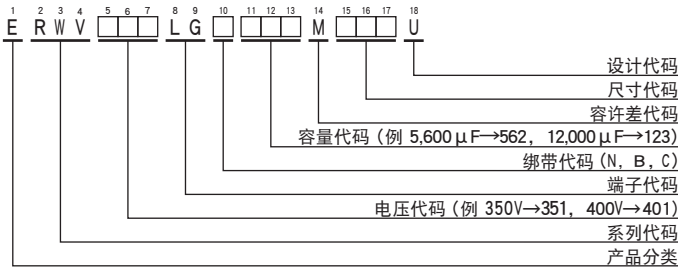 1 2 3 4 5 6 7 8 9 10 11 12 13 14 15 16 17 18
E R W V □□□ L G □ □□□ M □□□ U
设计代码
尺寸代码
容许差代码
容量代码 (例 5,600μF→562, 12,000μF→123)
绑带代码 (N, B, C)
端子代码
电压代码 (例 350V→351, 400V→401)
系列代码
产品分类